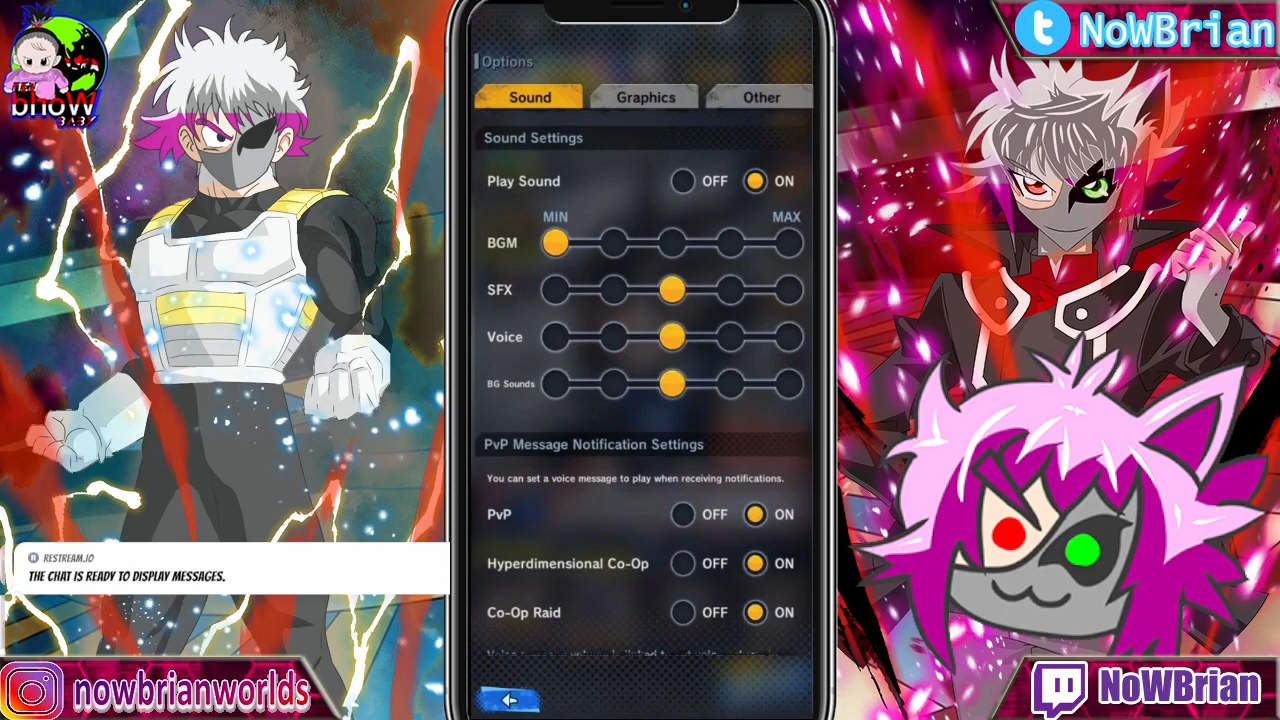 bhoW
BABY
NoWBrian
Options
Sound
Graphics
Other
Sound Settings
Play Sound
OFF
ON
MIN
MAX
BGM
SFX
Voice
BG Sounds
PvP Message Notification Settings
You can set a voice message to play when receiving notifications.
PvP
OFF
ON
Hyperdimensional Co-Op
OFF
ON
Co-Op Raid
OFF
ON
RESTREAM.IO
THE CHAT IS READY TO DISPLAY MESSAGES.
nowbrianworlds
NoWBrian